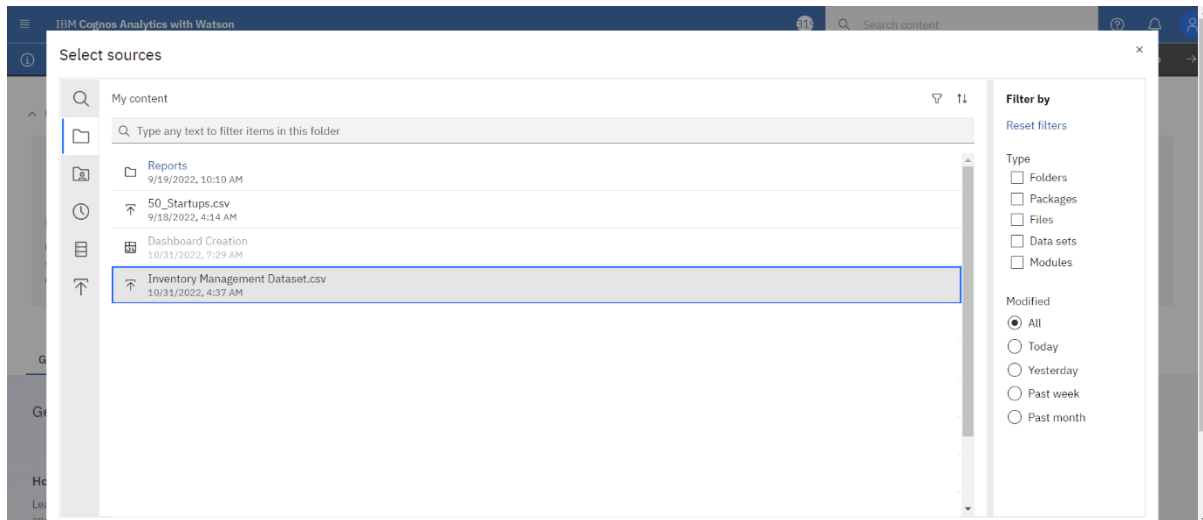 IBM Cognos Analytics with Watson
Search content
Select sources
My content
Type any text to filter items in this folder
Reports
9/19/2022, 10:10 AM
50_Startups.csv
9/18/2022, 4:14 AM
Dashboard Creation
10/31/2022, 7:29 AM
Inventory Management Dataset.csv
10/31/2022, 4:37 AM
Filter by
Reset filters
Type
Folders
Packages
Files
Data sets
Modules
Modified
All
Today
Yesterday
Past week
Past month